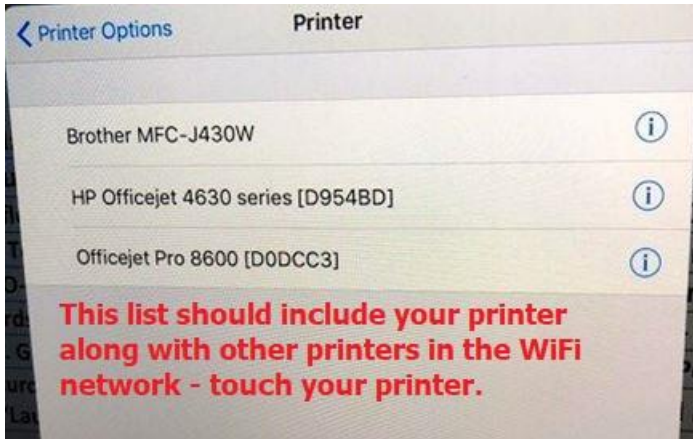 Printer Options
Printer
Brother MFC-J430W
HP Officejet 4630 series [D954BD]
Officejet Pro 8600 [D0DCC3]
This list should include your printer
along with other printers in the WiFi
network - touch your printer.